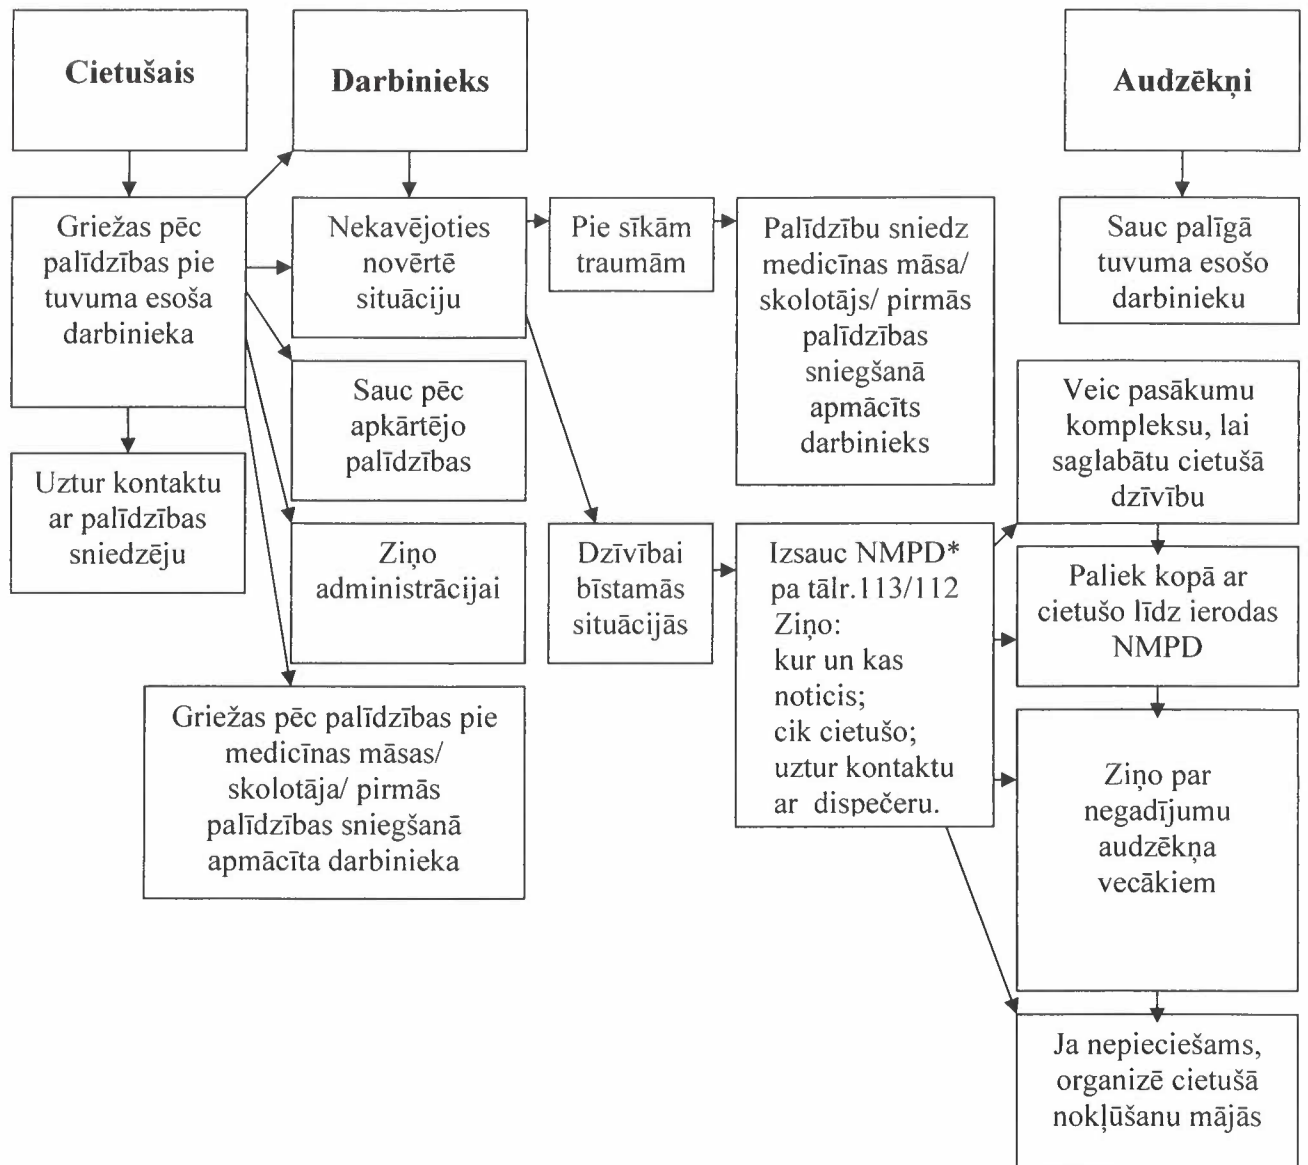 Cietušais
Darbinieks
Audzēkņi
Griežas pēc
palīdzības pie
tuvuma esoša
darbinieka
Nekavējoties
novērtē
situāciju
Pie sīkām
traumām
Palīdzību sniedz
medicīnas māsa/
skolotājs/ pirmās
palīdzības
sniegšanā
apmācīts
darbinieks
Sauc palīgā
tuvuma esošo
darbinieku
Sauc pēc
apkārtējo
palīdzības
Veic pasākumu
kompleksu, lai
saglabātu cietušā
dzīvību
Uztur kontaktu
ar palīdzības
sniedzēju
Ziņo
administrācijai
Dzīvībai
bīstamās
situācijās
Izsauc NMPD*
pa tālr.113/112
Ziņo:
kur un kas
noticis;
cik cietušo;
uztur kontaktu
ar dispečeru.
Paliek kopā ar
cietušo līdz ierodas
NMPD
Griežas pēc palīdzības pie
medicīnas māsas/
skolotāja/ pirmās
palīdzības sniegšanā
apmācīta darbinieka
Ziņo par
negadījumu
audzēkņa
vecākiem
Ja nepieciešams,
organizē cietušā
nokļūšanu mājās